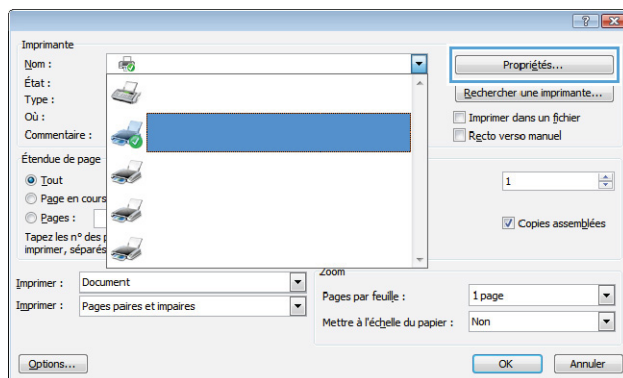 Imprimante
Nom :
Propriétés...
État :
Type :
Rechercher une imprimante...
Où :
Imprimer dans un fichier
Commentaire :
Recto verso manuel
Étendue de page
Tout
1
Page en cours
Pages :
Copies assemblées
Tapez les n° des
imprimer, séparés
Imprimer :
Document
Zoom
Imprimer :
Pages paires et impaires
Pages par feuille :
1 page
Mettre à l'échelle du papier :
Non
Options...
OK
Annuler